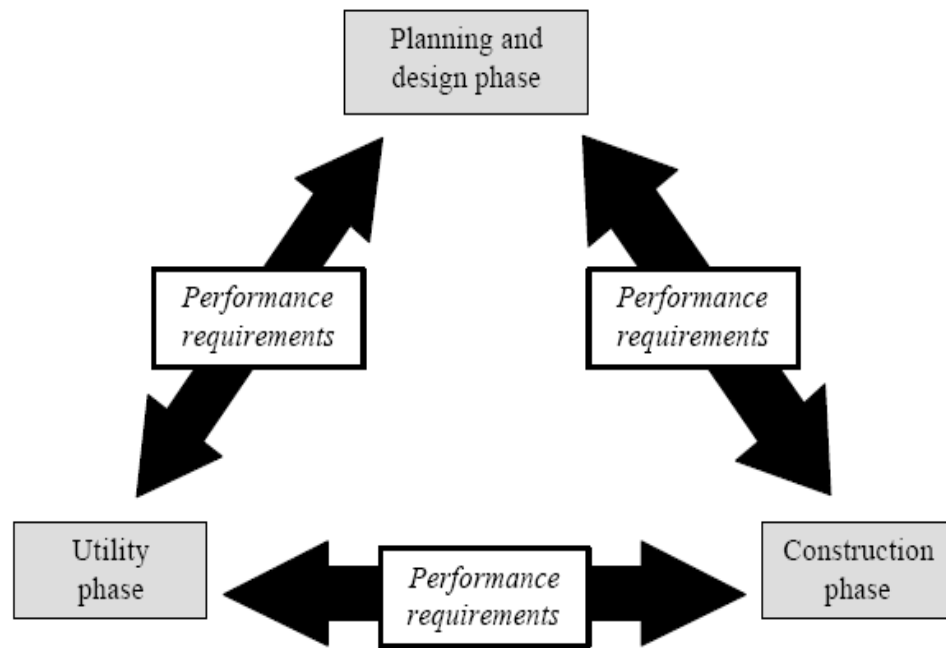 Planning and
design phase
Performance
requirements
Performance
requirements
Utility
phase
Performance
requirements
Construction
phase